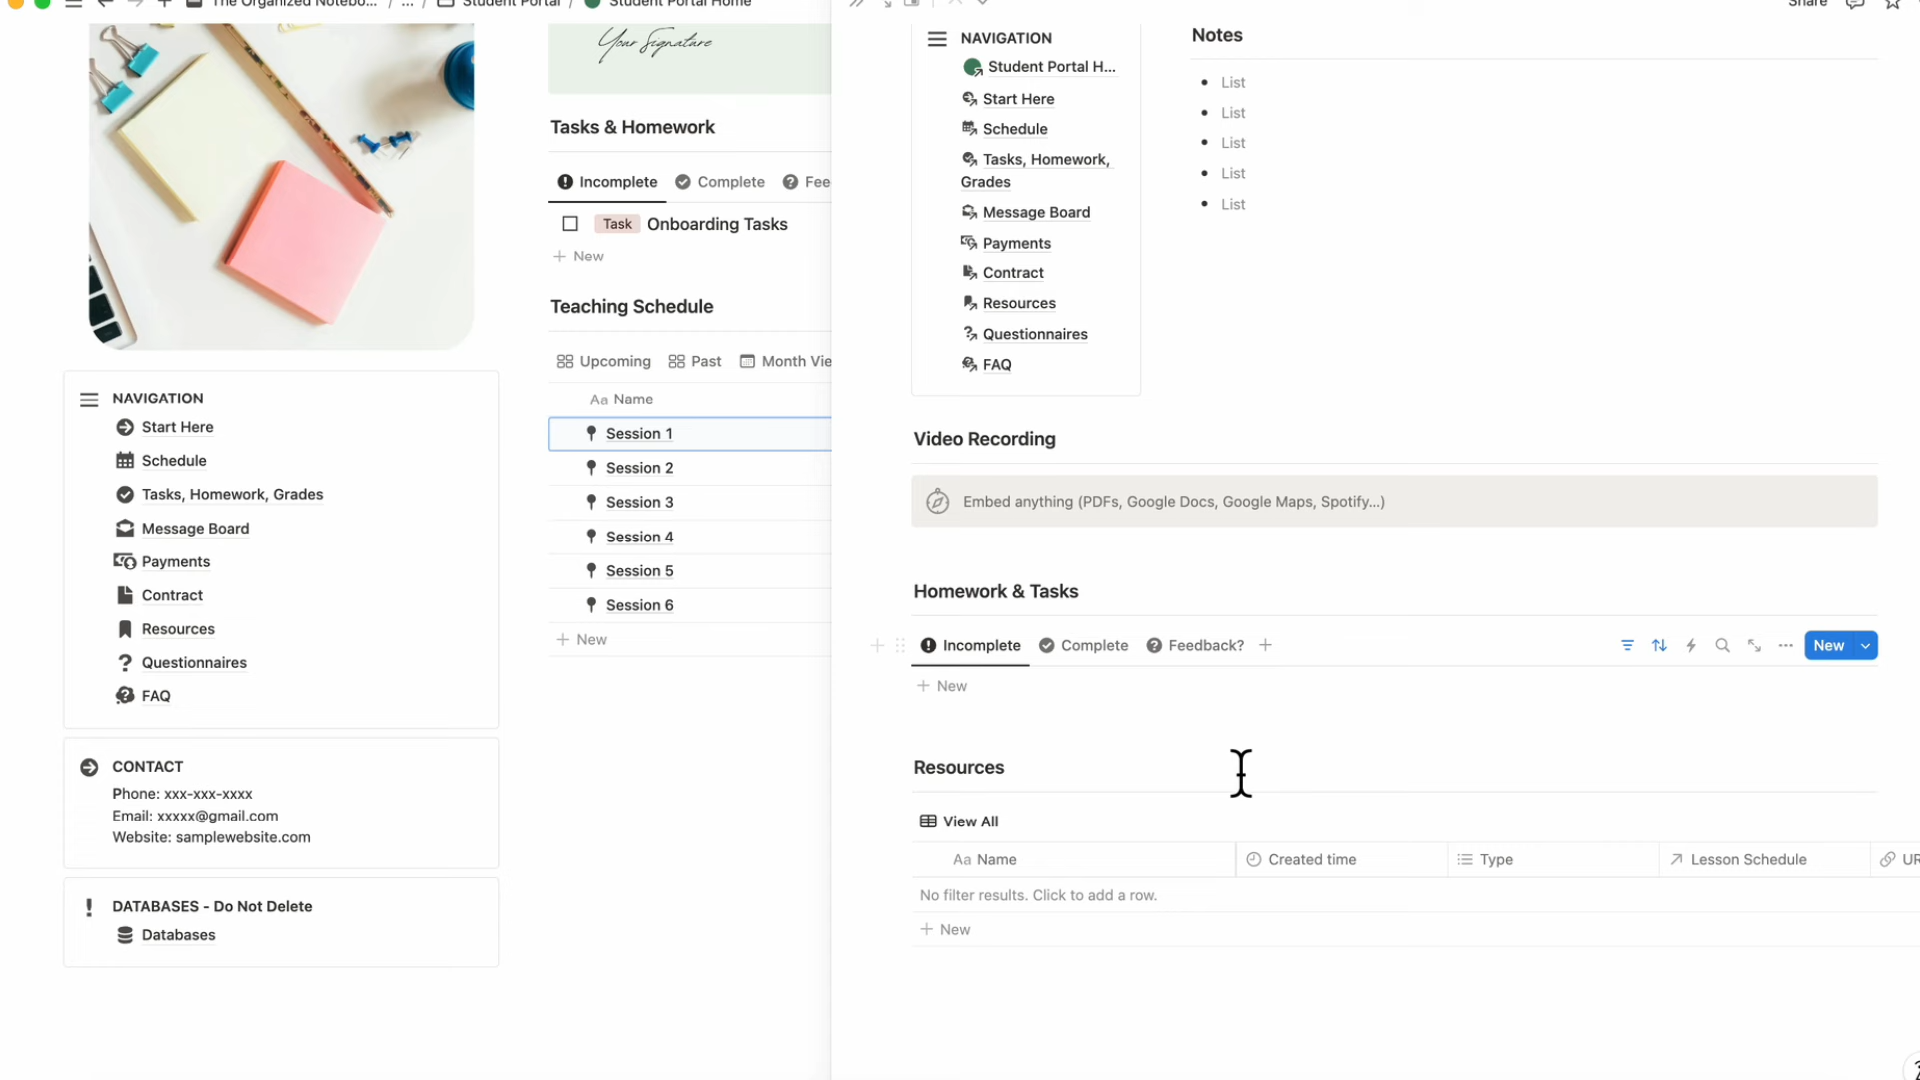 The Organized Notebo...
/
...
/
Student Portal
/
Student Portal Home
Share
Your Signature
Tasks & Homework
Incomplete
Complete
Fee
Task
Onboarding Tasks
+ New
Teaching Schedule
Upcoming
Past
Month Vie
Aa Name
Session 1
Session 2
Session 3
Session 4
Session 5
Session 6
+ New
NAVIGATION
Start Here
Schedule
Tasks, Homework, Grades
Message Board
Payments
Contract
Resources
Questionnaires
FAQ
CONTACT
Phone: xxx-xxx-xxxx
Email: xxxxx@gmail.com
Website: samplewebsite.com
DATABASES - Do Not Delete
Databases
NAVIGATION
Student Portal H...
Start Here
Schedule
Tasks, Homework,
Grades
Message Board
Payments
Contract
Resources
Questionnaires
FAQ
Notes
• List
• List
• List
• List
• List
Video Recording
Embed anything (PDFs, Google Docs, Google Maps, Spotify...)
Homework & Tasks
Incomplete
Complete
Feedback?
+
New
+ New
Resources
View All
Aa Name
Created time
Type
Lesson Schedule
UR
No filter results. Click to add a row.
+ New